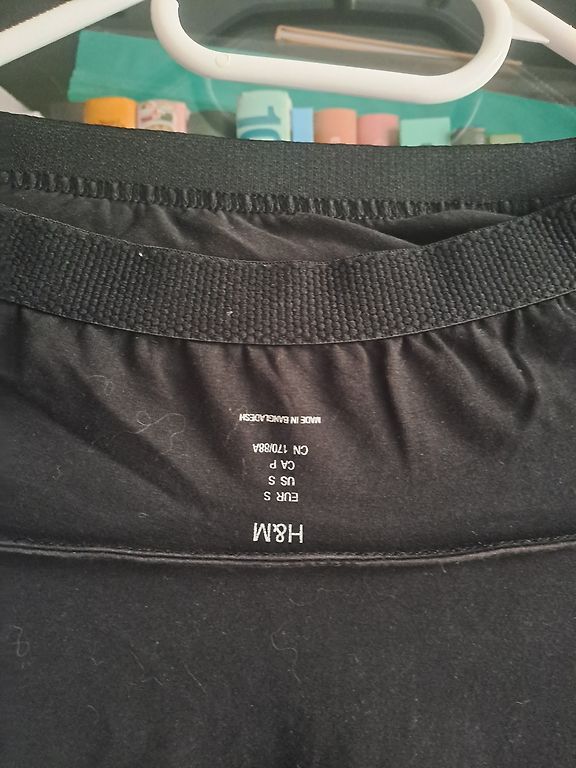 H&M
EUR S
US S
CA P
CN 170/88A
MADE IN BANGLADESH